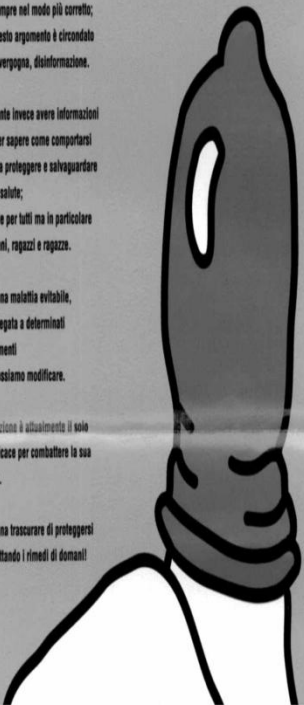 mpre nel modo più corretto;
esto argomento è circondato
vergogna, disinformazione.
nte invece avere informazioni
er sapere come comportarsi
a proteggere e salvaguardare
salute;
e per tutti ma in particolare
ni, ragazzi e ragazze.
na malattia evitabile,
egata a determinati
menti
ssiamo modificare.
zione è attualmente il solo
icace per combattere la sua
na trascurare di proteggersi
ttando i rimedi di domani!